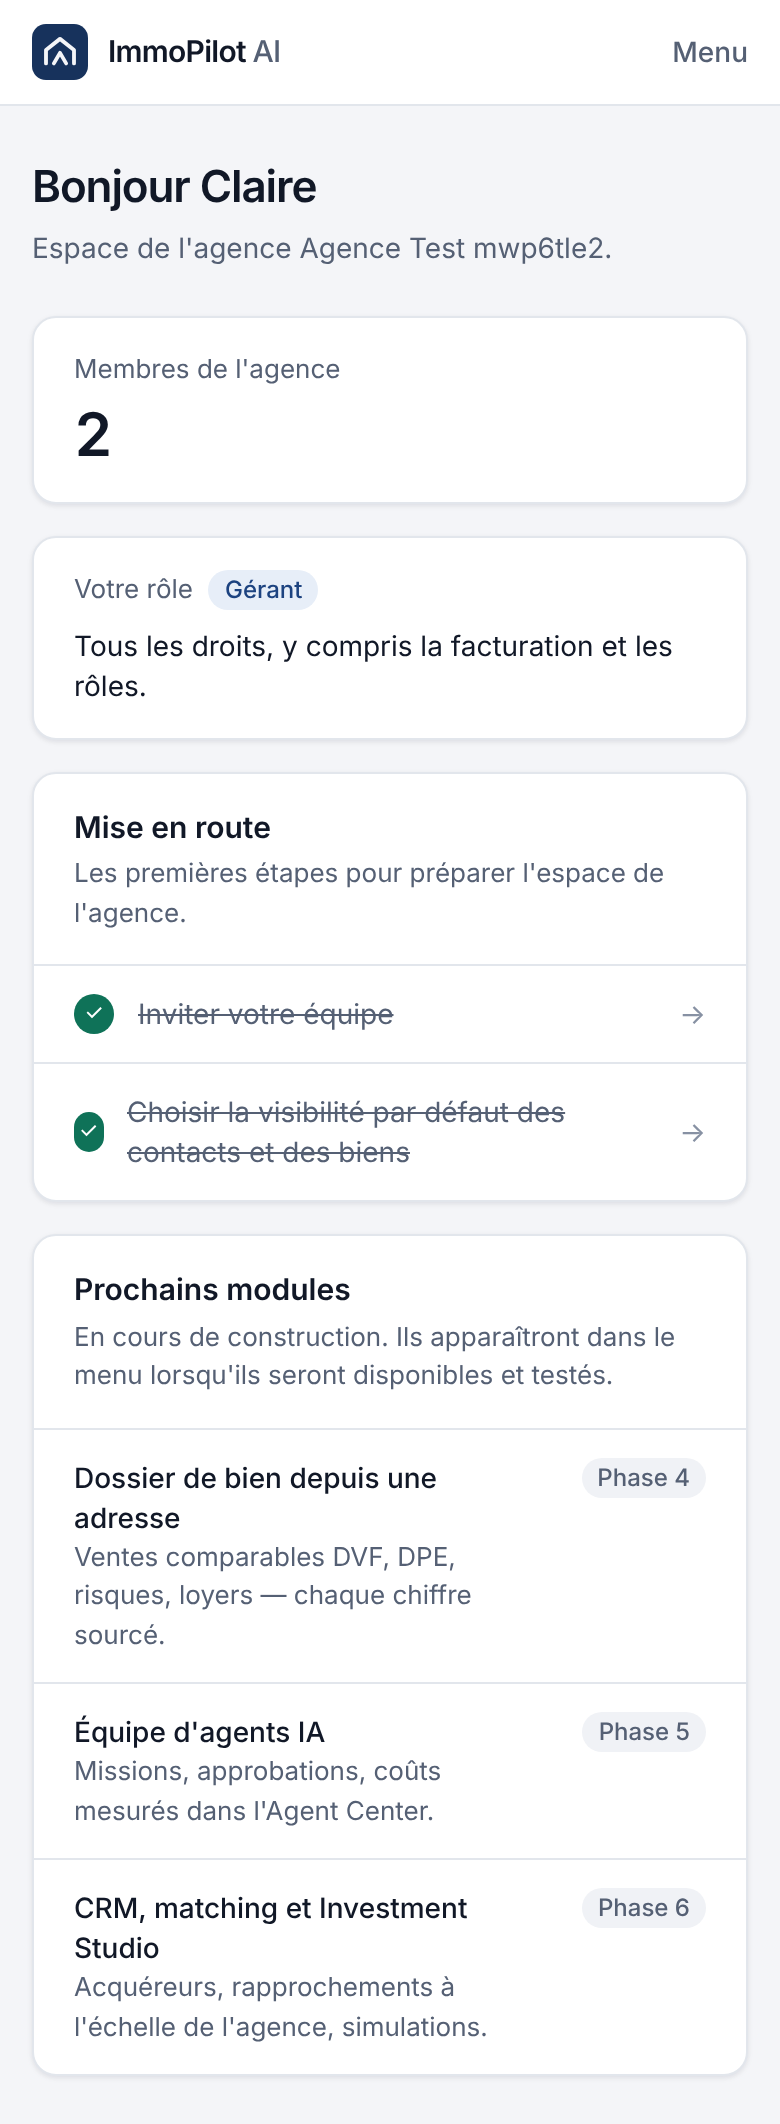 ImmoPilot AI
Menu
Bonjour Claire
Espace de l'agence Agence Test mwp6tle2.
Membres de l'agence
2
Votre rôle Gérant
Tous les droits, y compris la facturation et les
rôles.
Mise en route
Les premières étapes pour préparer l'espace de
l'agence.
Inviter votre équipe
Choisir la visibilité par défaut des
contacts et des biens
Prochains modules
En cours de construction. Ils apparaîtront dans le
menu lorsqu'ils seront disponibles et testés.
Dossier de bien depuis une
adresse
Phase 4
Ventes comparables DVF, DPE,
risques, loyers — chaque chiffre
sourcé.
Équipe d'agents IA
Phase 5
Missions, approbations, coûts
mesurés dans l'Agent Center.
CRM, matching et Investment
Studio
Phase 6
Acquéreurs, rapprochements à
l'échelle de l'agence, simulations.